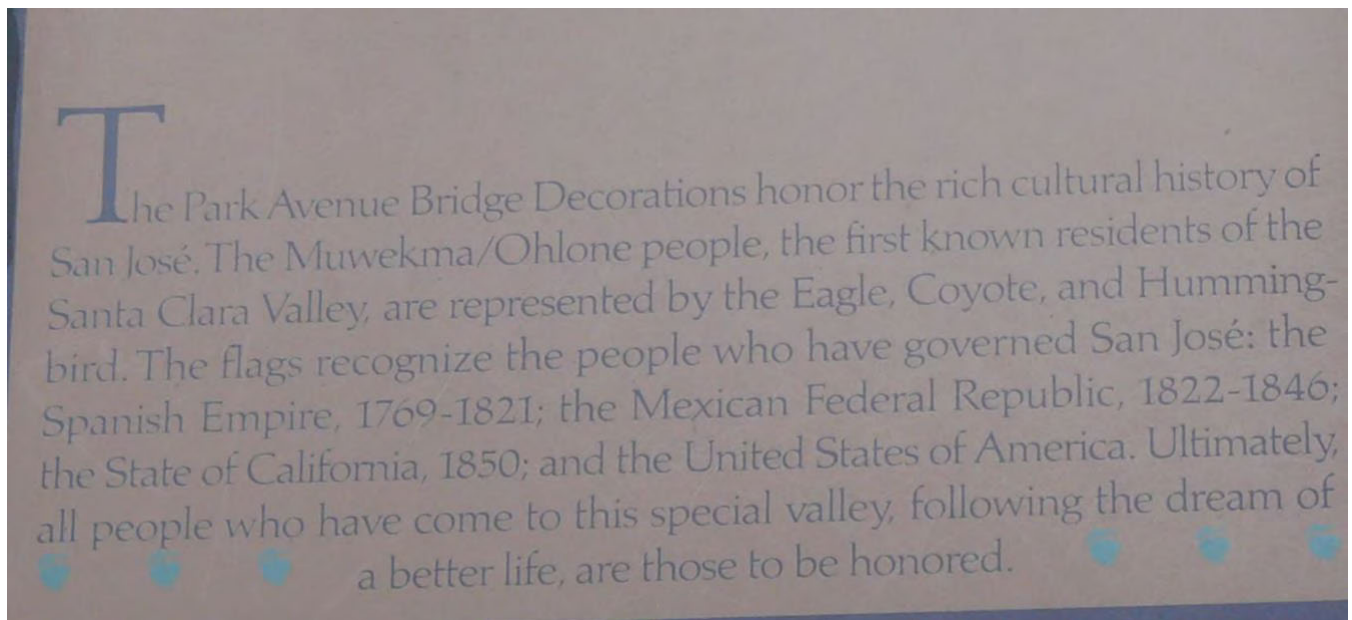 The Park Avenue Bridge Decorations honor the rich cultural history of
San José. The Muwekma/Ohlone people, the first known residents of the
Santa Clara Valley, are represented by the Eagle, Coyote, and Humming-
bird. The flags recognize the people who have governed San José: the
Spanish Empire, 1769-1821; the Mexican Federal Republic, 1822-1846;
the State of California, 1850; and the United States of America. Ultimately,
all people who have come to this special valley, following the dream of
a better life, are those to be honored.